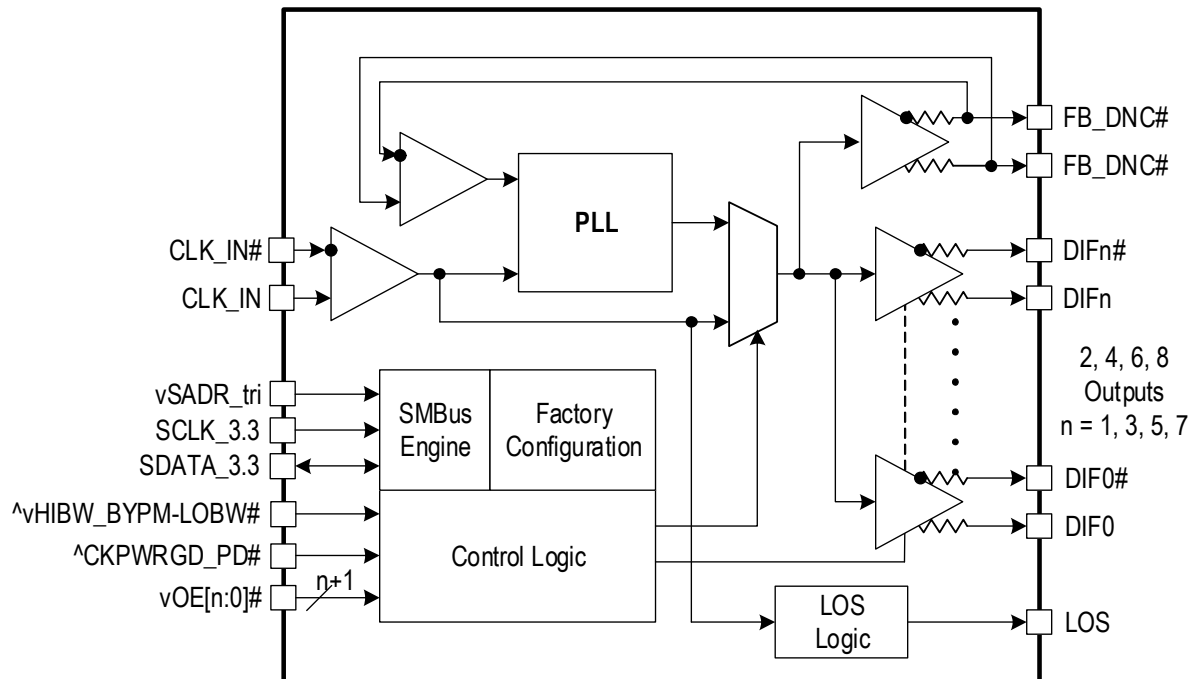 FB_DNC#
FB_DNC#
PLL
CLK_IN#
CLK_IN
DIFn#
DIFn
2, 4, 6, 8
Outputs
n = 1, 3, 5, 7
vSADR_tri
SCLK_3.3
SDATA_3.3
^vHIBW_BYPM-LOBW#
^CKPWRGD_PD#
vOE[n:0]#
n+1
SMBus
Engine
Factory
Configuration
Control Logic
DIF0#
DIF0
LOS
Logic
LOS